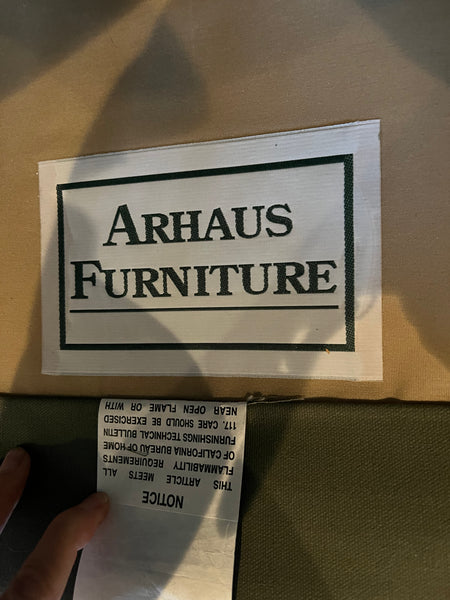 ARHAUS
FURNITURE
NOTICE
THIS ARTICLE MEETS ALL
FLAMMABILITY REQUIREMENTS
OF CALIFORNIA BUREAU OF HOME
FURNISHINGS TECHNICAL BULLETIN
117. CARE SHOULD BE EXERCISED
NEAR OPEN FLAME OR WITH